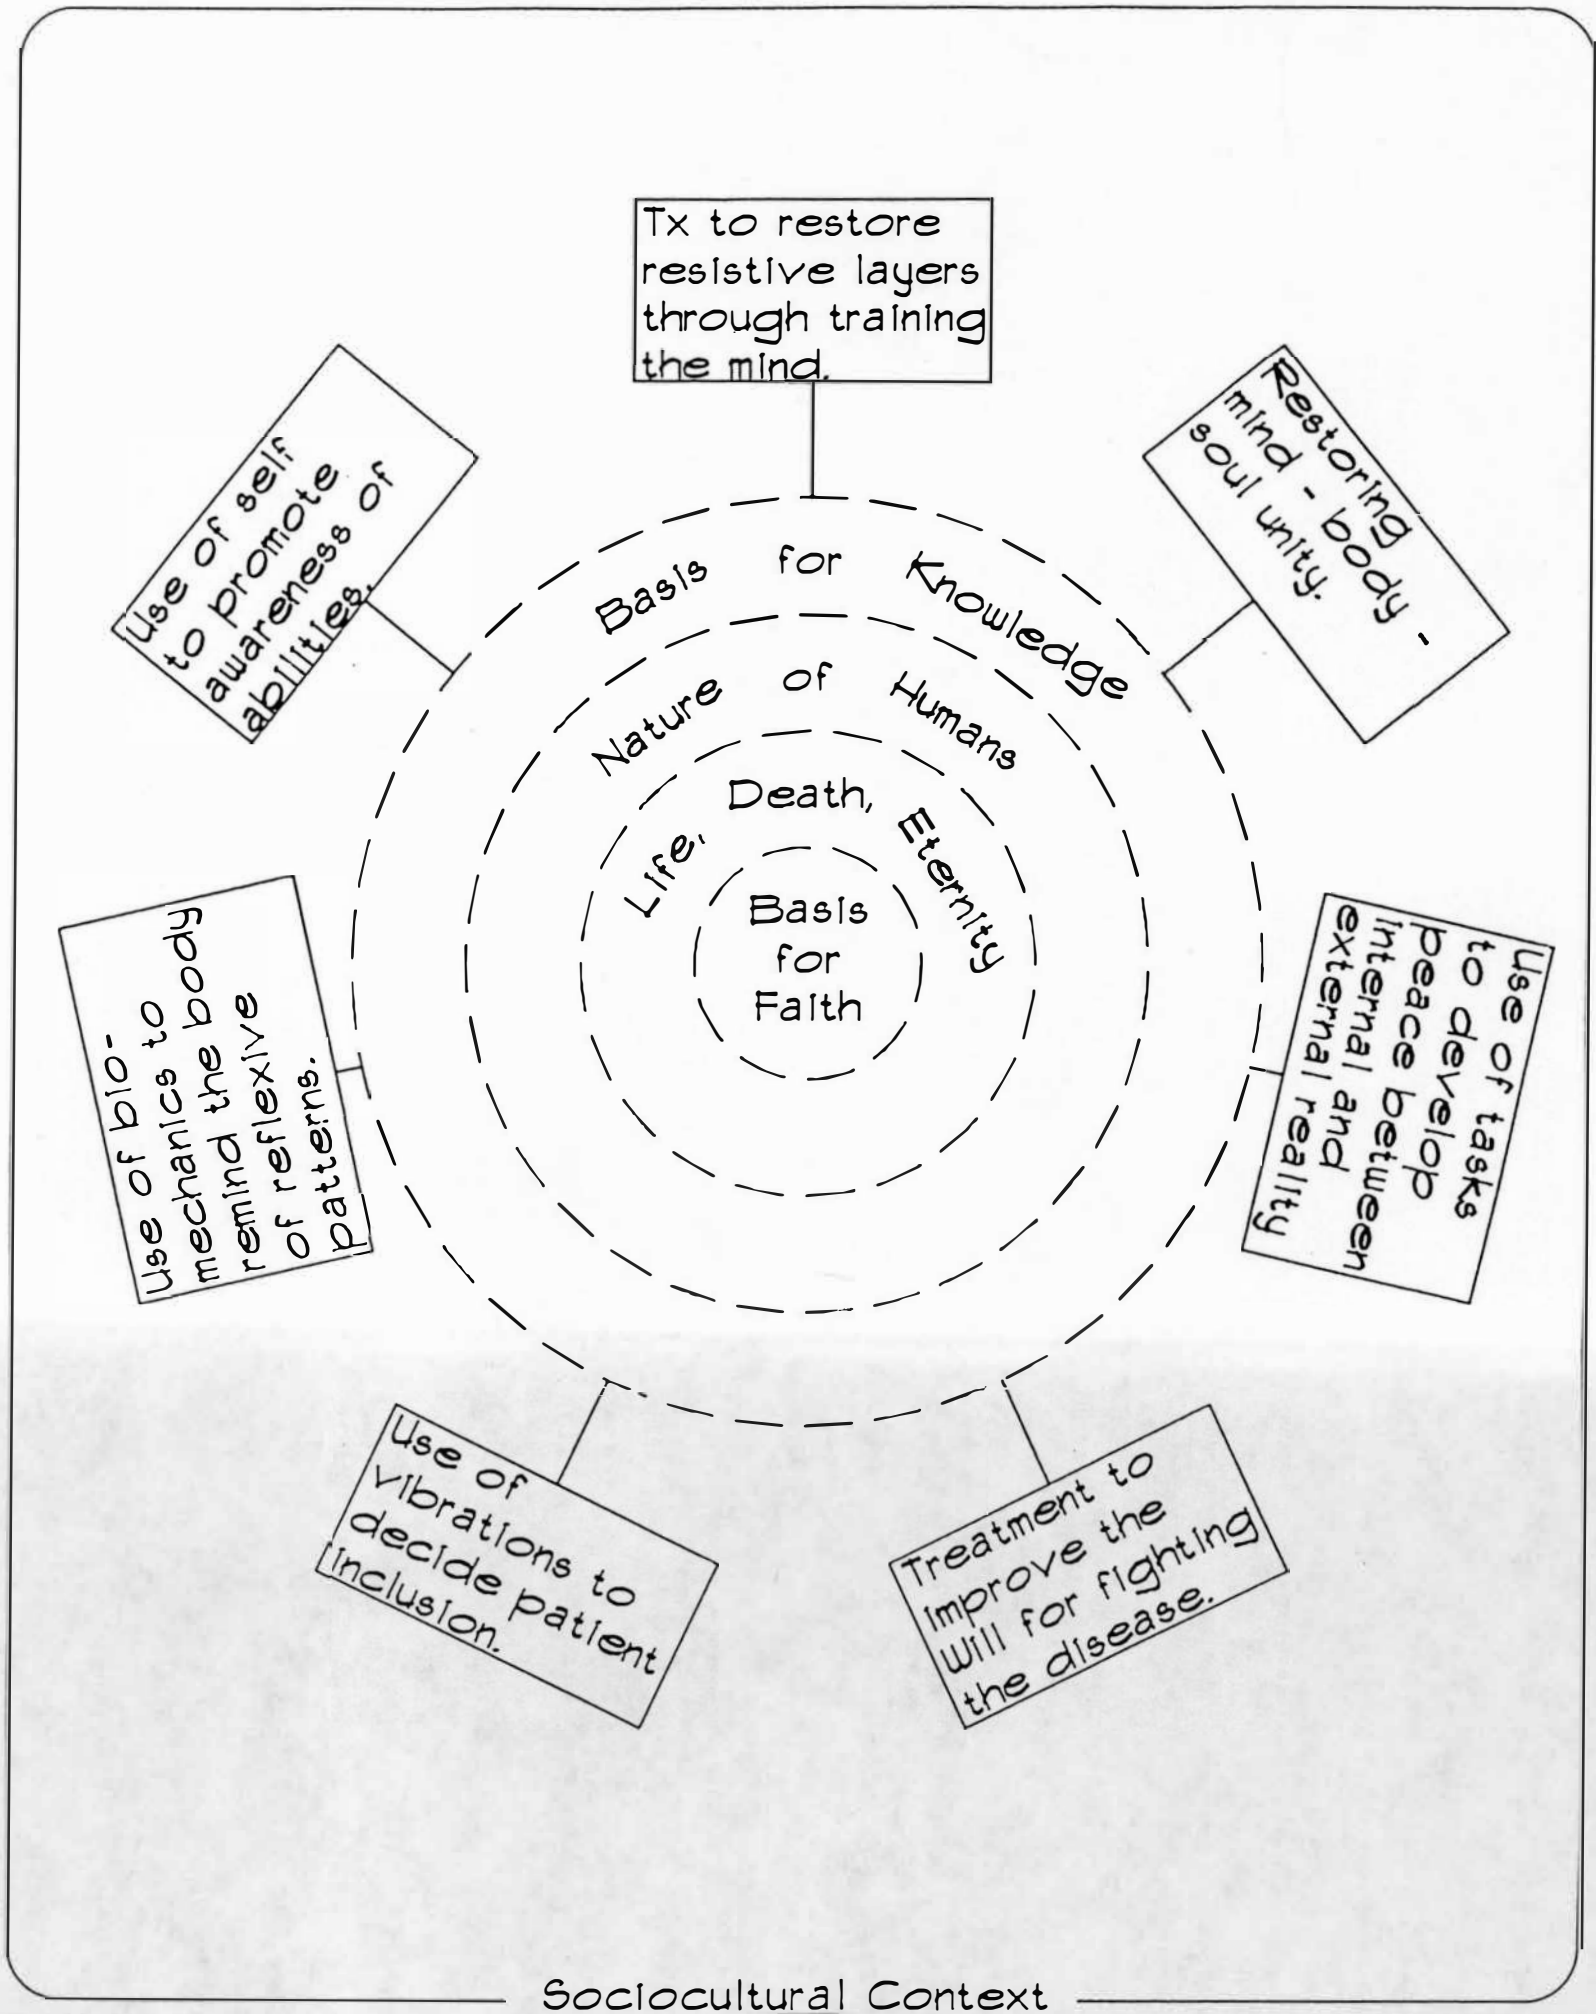 Tx to restore
resistive layers
through training
the mind.
Restoring
mind - body -
soul unity.
Use of tasks
to develop
peace between
internal and
external reality
Treatment to
improve the
Will for fighting
the disease.
Use of
vibrations to
decide patient
inclusion.
Use of bio-
mechanics to
remind the body
of reflexive
patterns.
Use of self
to promote
awareness of
abilities.
Basis for Knowledge
Nature of Humans
Life, Death, Eternity
Basis
for
Faith
Sociocultural Context